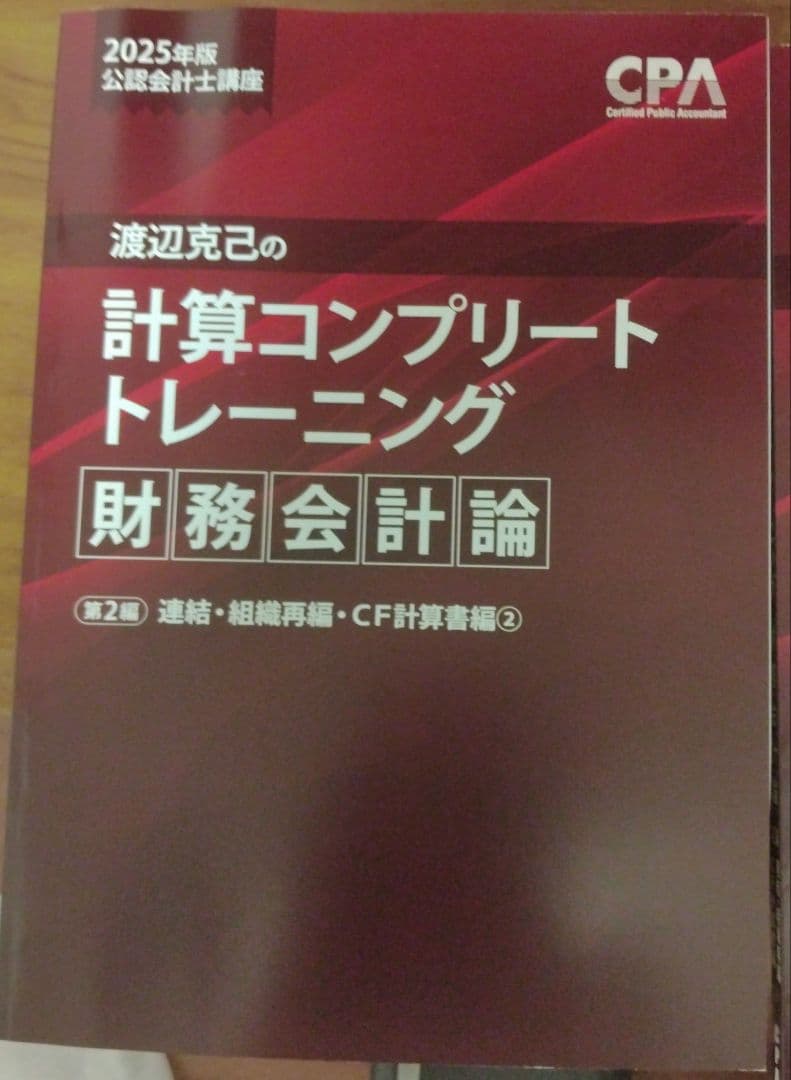 2025年版
公認会計士講座
CPA
Certified Public Accountant
渡辺克己の
計算コンプリート
トレーニング
財務会計論
第2編 連結・組織再編・CF計算書編②